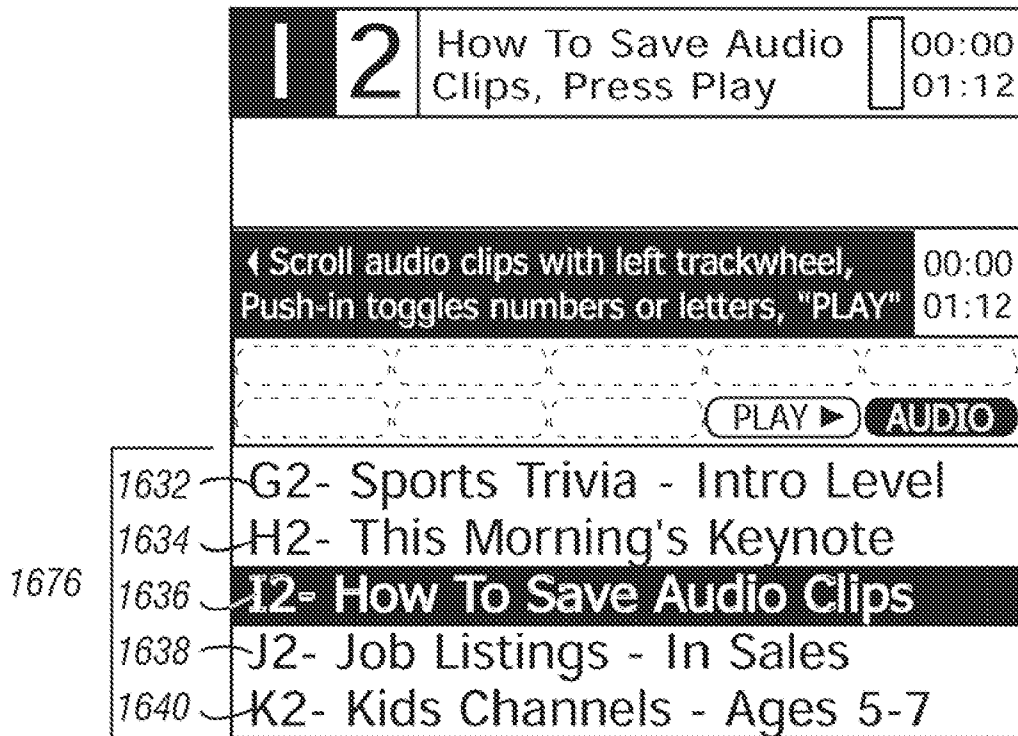 I 2 How To Save Audio 00:00
Clips, Press Play 01:12
Scroll audio clips with left trackwheel, 00:00
Push-in toggles numbers or letters, "PLAY" 01:12
PLAY ► AUDIO
1632 G2- Sports Trivia - Intro Level
1634 H2- This Morning's Keynote
1676 1636 I2- How To Save Audio Clips
1638 J2- Job Listings - In Sales
1640 K2- Kids Channels - Ages 5-7